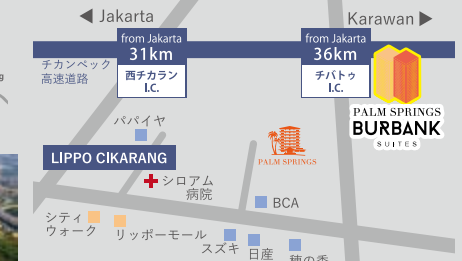 ◀ Jakarta
Karawan ▶
from Jakarta
31km
西チカラン
I.C.
from Jakarta
36km
チバトゥ
I.C.
チカンペック
高速道路
PALM SPRINGS
BURBANK
SUITES
パパイヤ
LIPPO CIKARANG
PALM SPRINGS
シロアム
病院
BCA
シティ
ウォーク
リッポーモール
スズキ
日産
穂の香